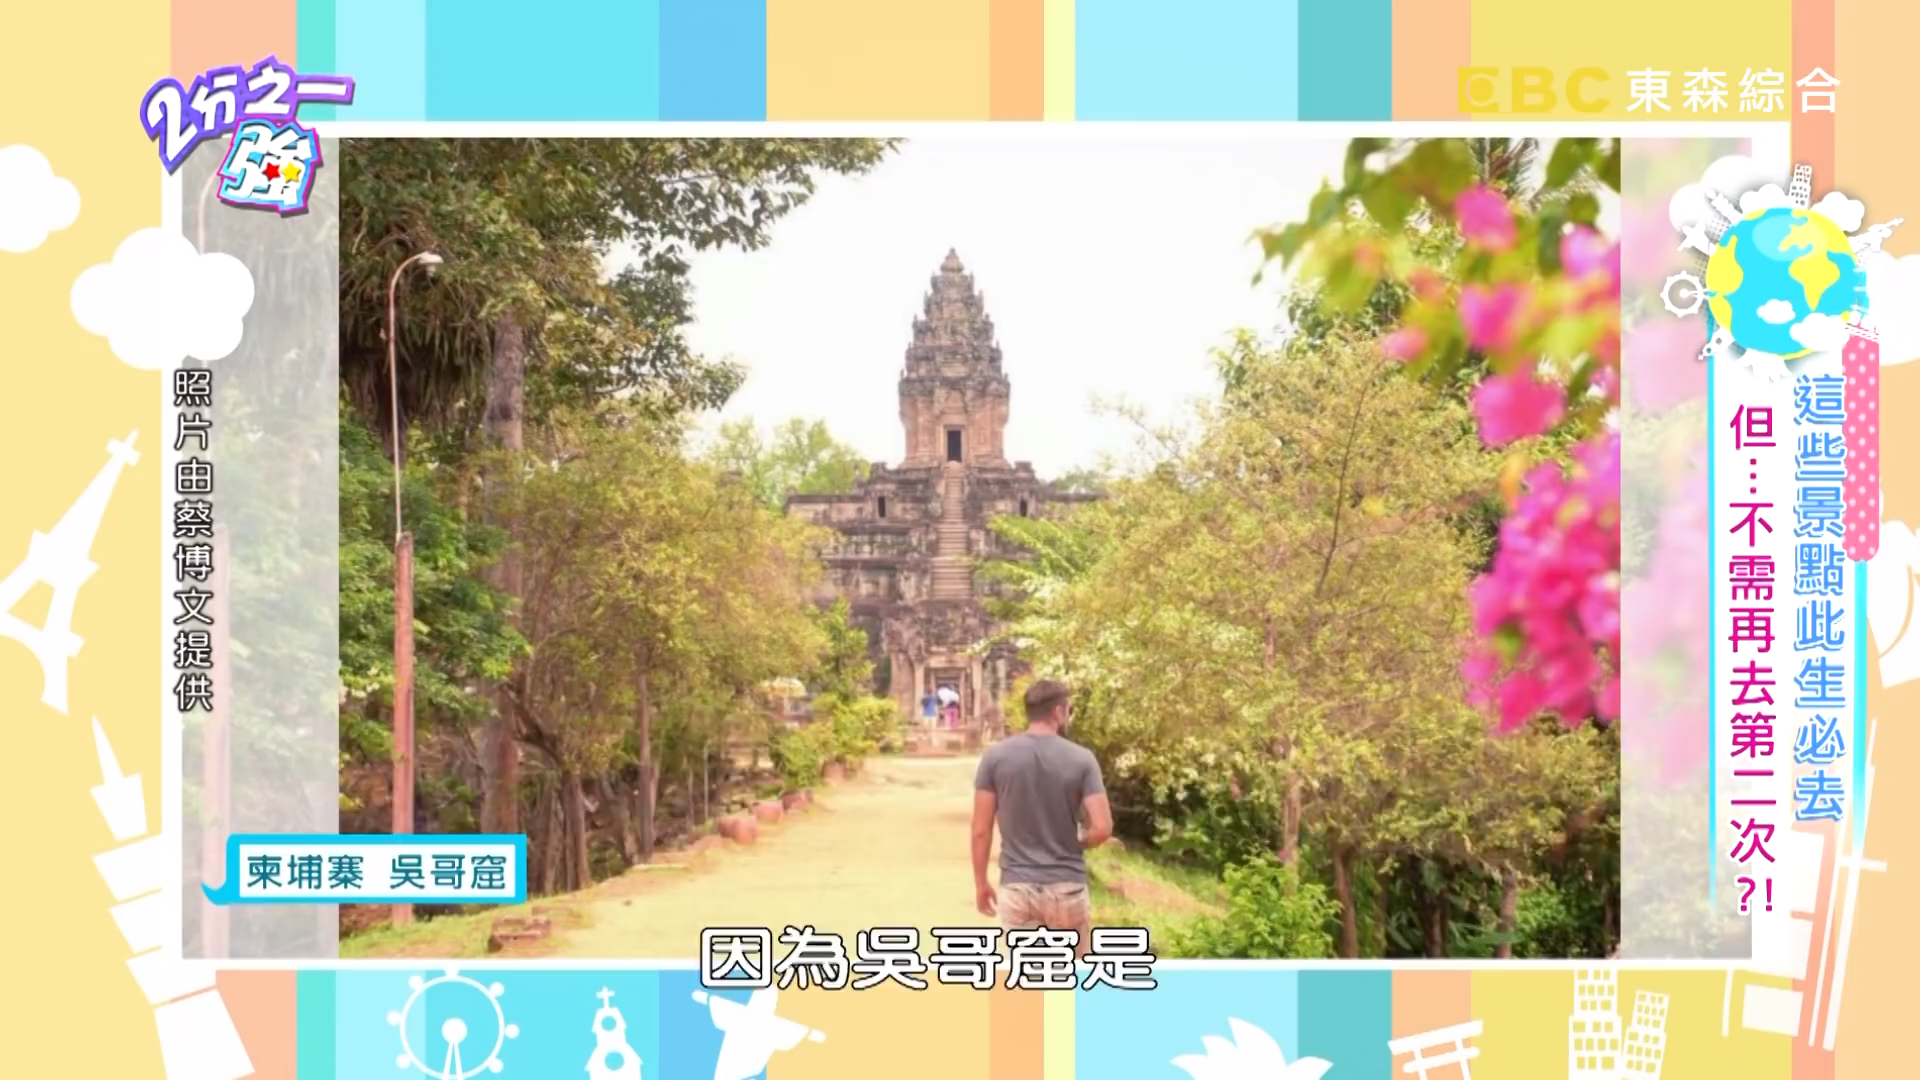 2分之一
強
EBC 東森綜合
照片由蔡博文提供
這些景點此生必去
但…不需再去第二次?!
柬埔寨 吳哥窟
因為吳哥窟是